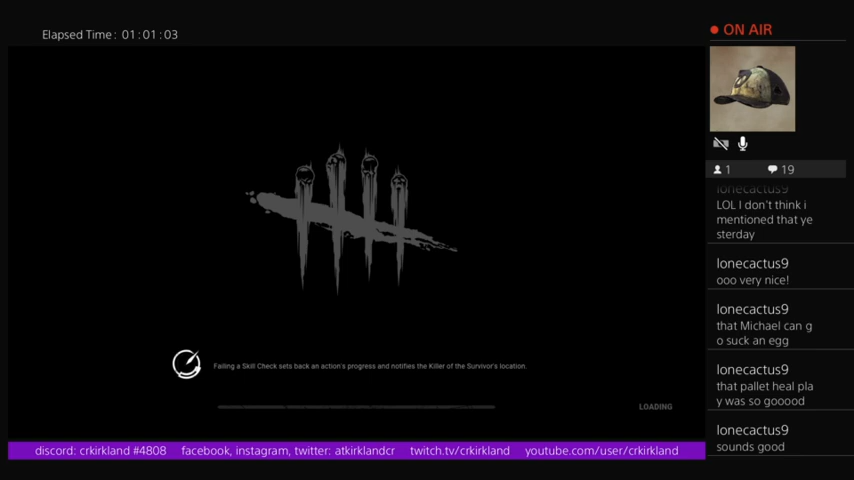 Elapsed Time: 01:01:03
ON AIR
1 19
lonecactus9
LOL I don't think i
mentioned that ye
sterday
lonecactus9
ooo very nice!
lonecactus9
that Michael can g
o suck an egg
lonecactus9
that pallet heal pla
y was so gooood
lonecactus9
sounds good
Failing a Skill Check sets back an action's progress and notifies the Killer of the Survivor's location.
LOADING
discord: crkirkland #4808 facebook, instagram, twitter: atkirklandcr twitch.tv/crkirkland youtube.com/user/crkirkland